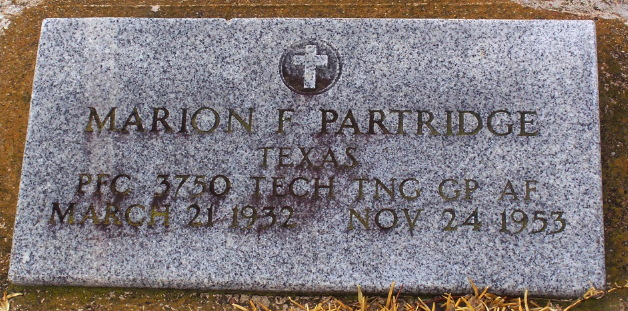 MARION F PARTRIDGE
TEXAS
PFC 3750 TECH TNG GP AF
MARCH 21 1932 NOV 24 1953